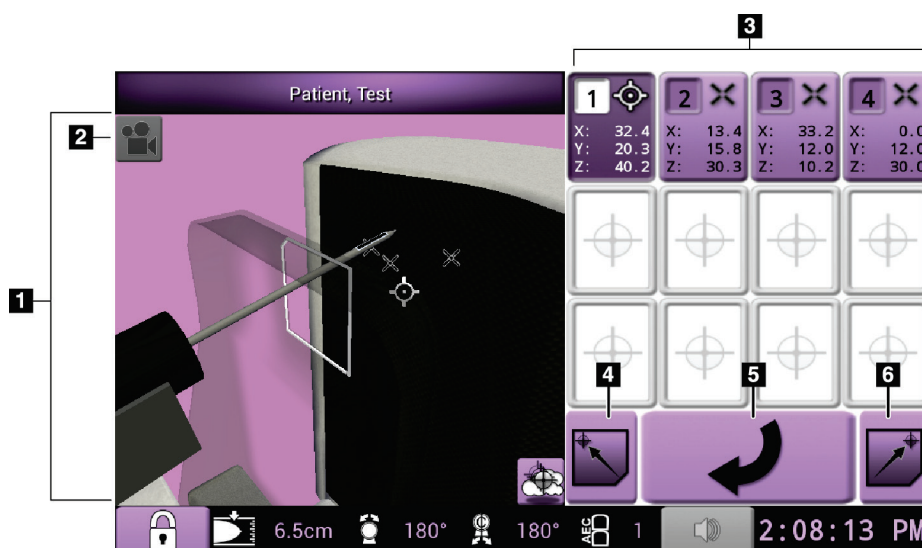 3
Patient, Test
1
2
1 2 3 4
X: 32.4 X: 13.4 X: 33.2 X: 0.0
Y: 20.3 Y: 15.8 Y: 12.0 Y: 12.0
Z: 40.2 Z: 30.3 Z: 10.2 Z: 30.0
4 5 6
6.5cm 180° C 180° AEC 1 2:08:13 PM